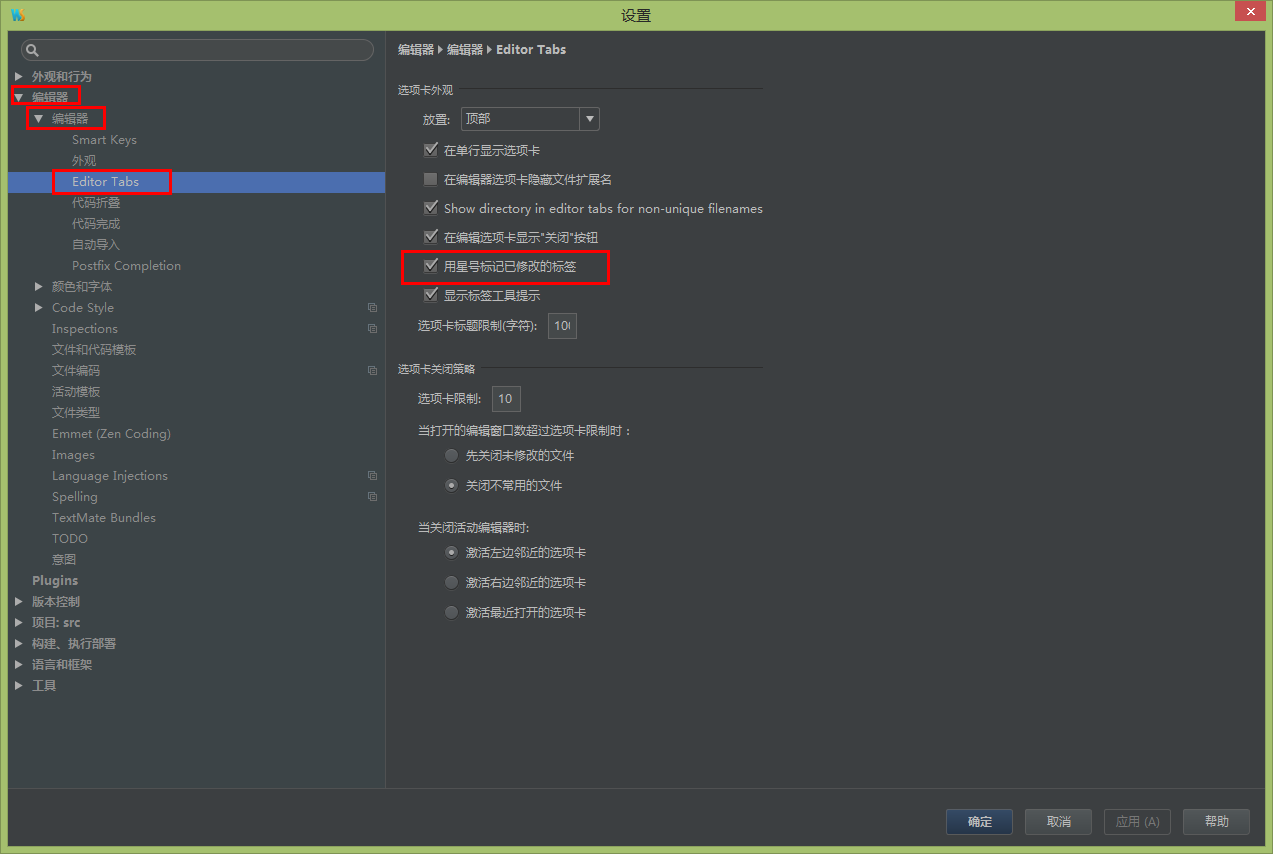 设置
外观和行为
编辑器
编辑器
Smart Keys
外观
Editor Tabs
代码折叠
代码完成
自动导入
Postfix Completion
颜色和字体
Code Style
Inspections
文件和代码模板
文件编码
活动模板
文件类型
Emmet (Zen Coding)
Images
Language Injections
Spelling
TextMate Bundles
TODO
意图
Plugins
版本控制
项目: src
构建、执行部署
语言和框架
工具
编辑器 编辑器 Editor Tabs
选项卡外观
放置: 顶部
在单行显示选项卡
在编辑器选项卡隐藏文件扩展名
Show directory in editor tabs for non-unique filenames
在编辑选项卡显示"关闭"按钮
用星号标记已修改的标签
显示标签工具提示
选项卡标题限制(字符): 100
选项卡关闭策略
选项卡限制: 10
当打开的编辑窗口数超过选项卡限制时：
先关闭未修改的文件
关闭不常用的文件
当关闭活动编辑器时:
激活左边邻近的选项卡
激活右边邻近的选项卡
激活最近打开的选项卡
确定 取消 应用 (A) 帮助